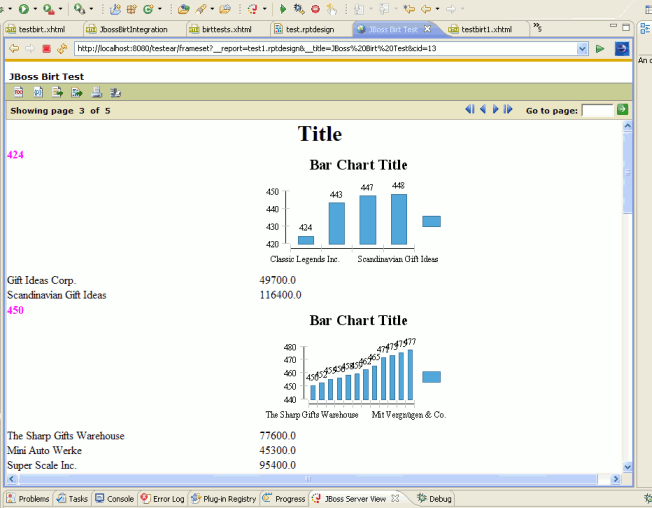 testbirt.xhtml JbossBirtIntegration birttests.xhtml test.rptdesign JBoss Birt Test testbirt1.xhtml
http://localhost:8080/testear/frameset?__report=test1.rptdesign&__title=JBoss%20Birt%20Test&cid=13
JBoss Birt Test
Showing page 3 of 5 Go to page:
Title
424
Bar Chart Title
450
440
430
420
424
443
447
448
Classic Legends Inc. Scandinavian Gift Ideas
Gift Ideas Corp. 49700.0
Scandinavian Gift Ideas 116400.0
450
Bar Chart Title
480
470
460
450
440
450
452
455
456
458
459
462
465
473
475
477
The Sharp Gifts Warehouse Mit Vergnügen & Co.
The Sharp Gifts Warehouse 77600.0
Mini Auto Werke 45300.0
Super Scale Inc. 95400.0
Problems Tasks Console Error Log Plug-in Registry Progress JBoss Server View Debug